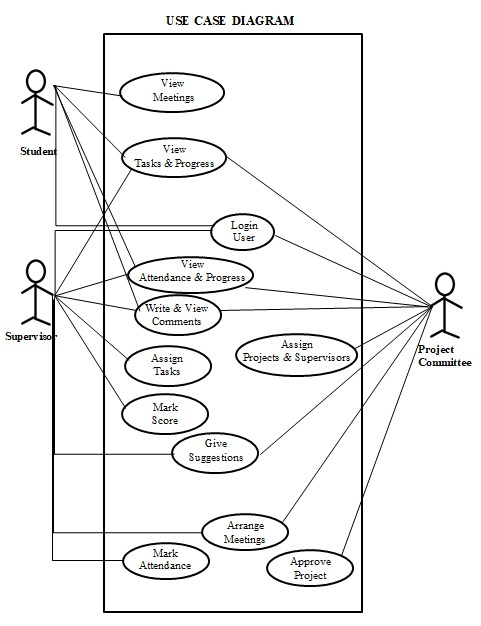 USE CASE DIAGRAM
View
Meetings
Student
View
Tasks & Progress
Login
User
View
Attendance & Progress
Supervisor
Write & View
Comments
Assign
Projects & Supervisors
Project
Committee
Assign
Tasks
Mark
Score
Give
Suggestions
Arrange
Meetings
Mark
Attendance
Approve
Project